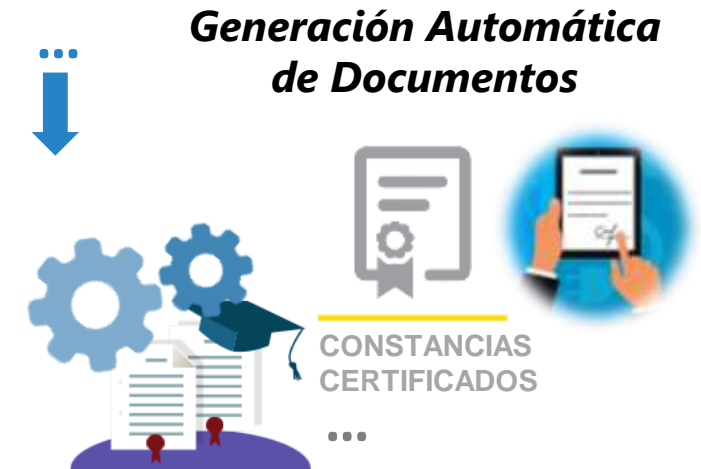 Generación Automática
de Documentos
...
CONSTANCIAS
CERTIFICADOS
...